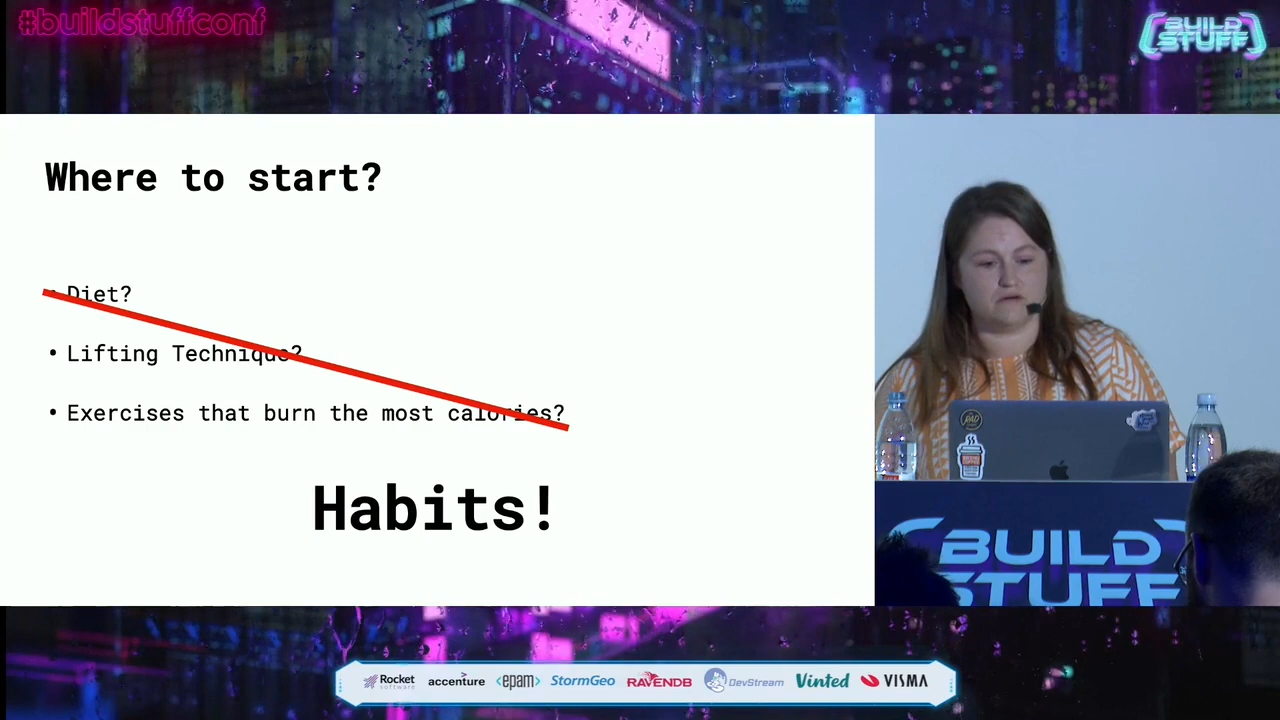 #buildstuffconf
BUILD
STUFF
Where to start?
• Diet?
• Lifting Technique?
• Exercises that burn the most calories?
Habits!
BUILD
STUFF
Rocket
software
accenture
<epam>
StormGeo
RAVENDB
DevStream
Vinted
VISMA